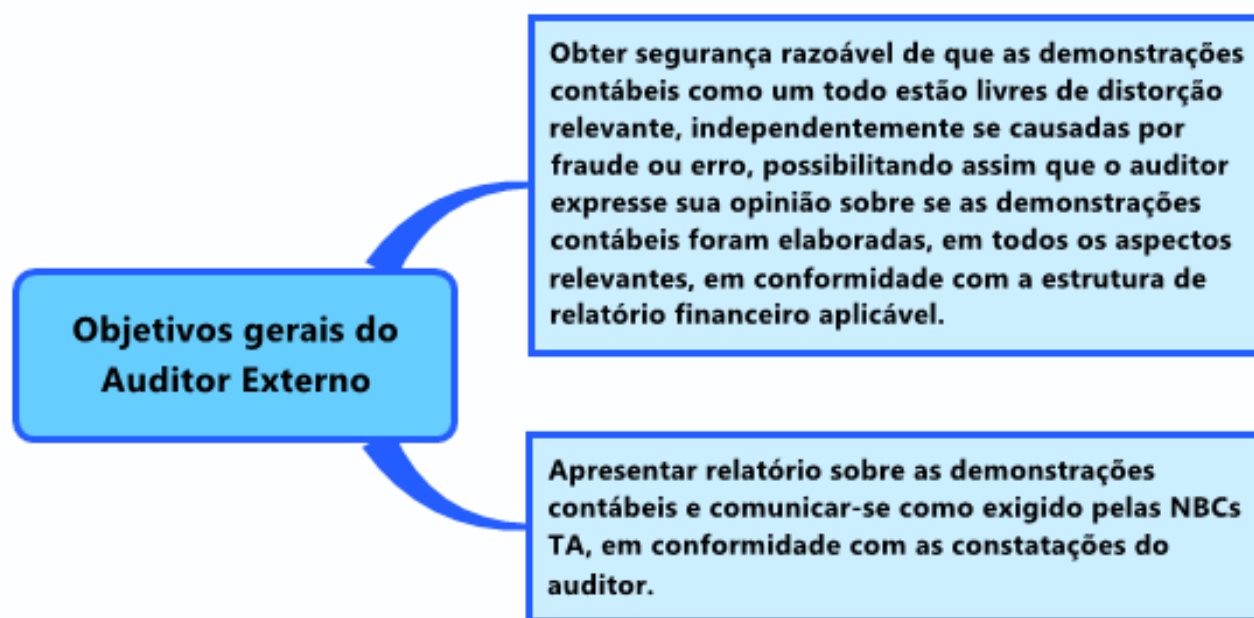 Obter segurança razoável de que as demonstrações
contábeis como um todo estão livres de distorção
relevante, independentemente se causadas por
fraude ou erro, possibilitando assim que o auditor
expresse sua opinião sobre se as demonstrações
contábeis foram elaboradas, em todos os aspectos
relevantes, em conformidade com a estrutura de
relatório financeiro aplicável.
Objetivos gerais do
Auditor Externo
Apresentar relatório sobre as demonstrações
contábeis e comunicar-se como exigido pelas NBCs
TA, em conformidade com as constatações do
auditor.